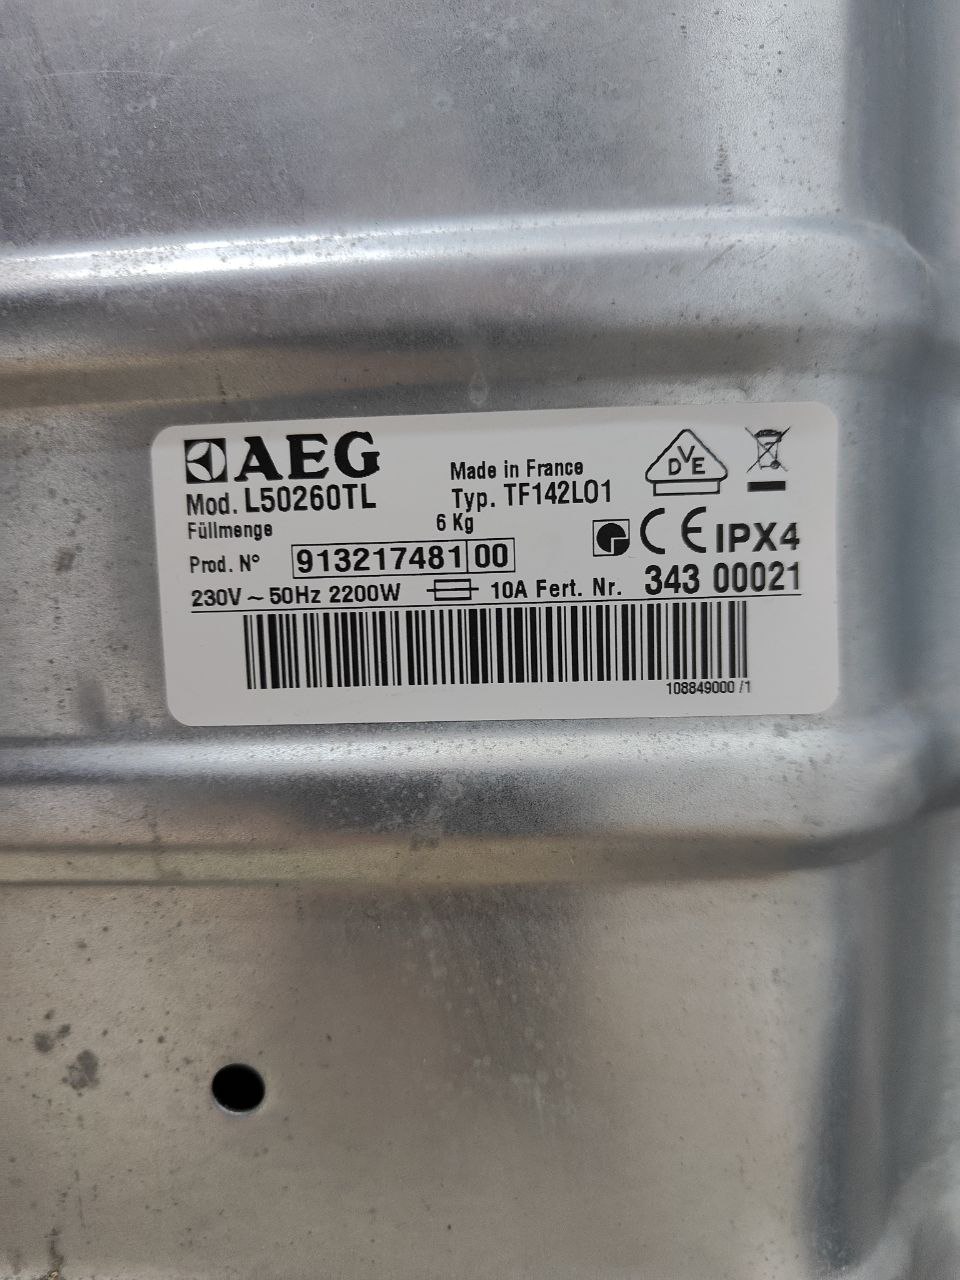 AEG
Made in France
Mod. L50260TL
Typ. TF142L01
Füllmenge 6 Kg
DVE
Prod. N° 913217481 00
CE IPX4
230V ~ 50Hz 2200W 10A Fert. Nr. 343 00021
108849000 /1